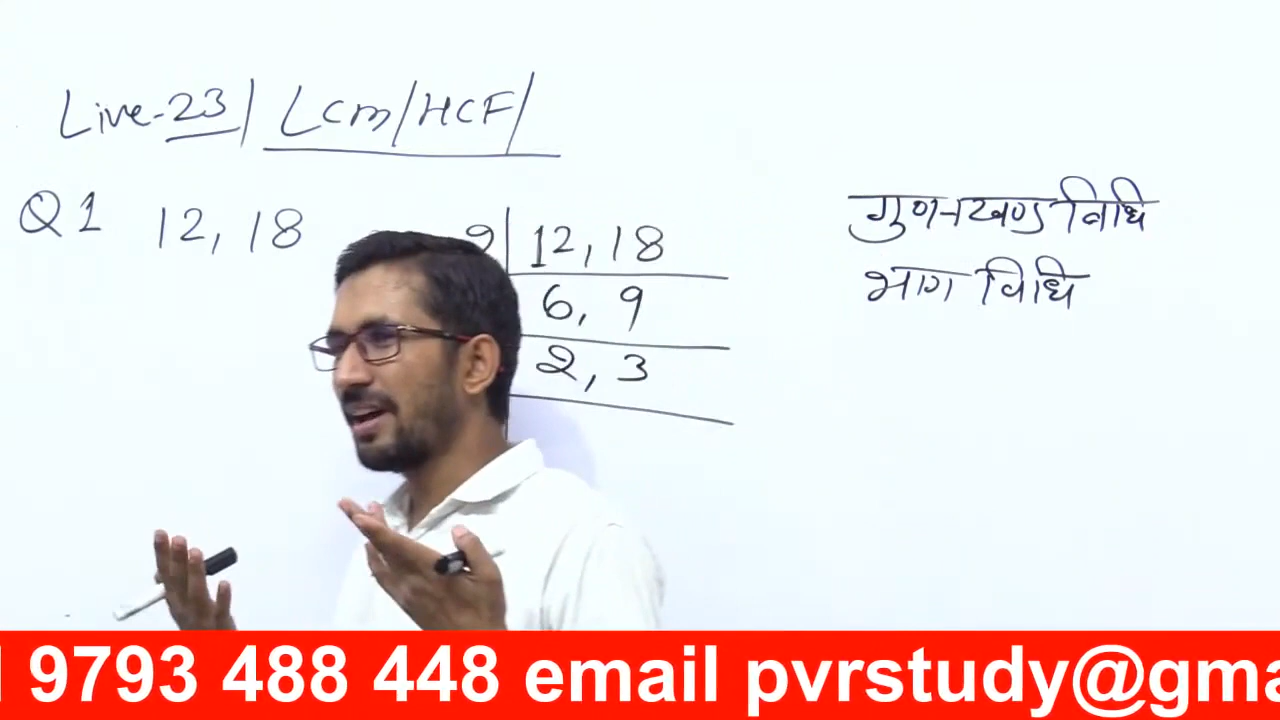 Live-23 / LCM/HCF/
Q1 12, 18
2 | 12, 18
6, 9
2, 3
गुणनखण्ड विधि
भाग विधि
9793 488 448 email pvrstudy@gma